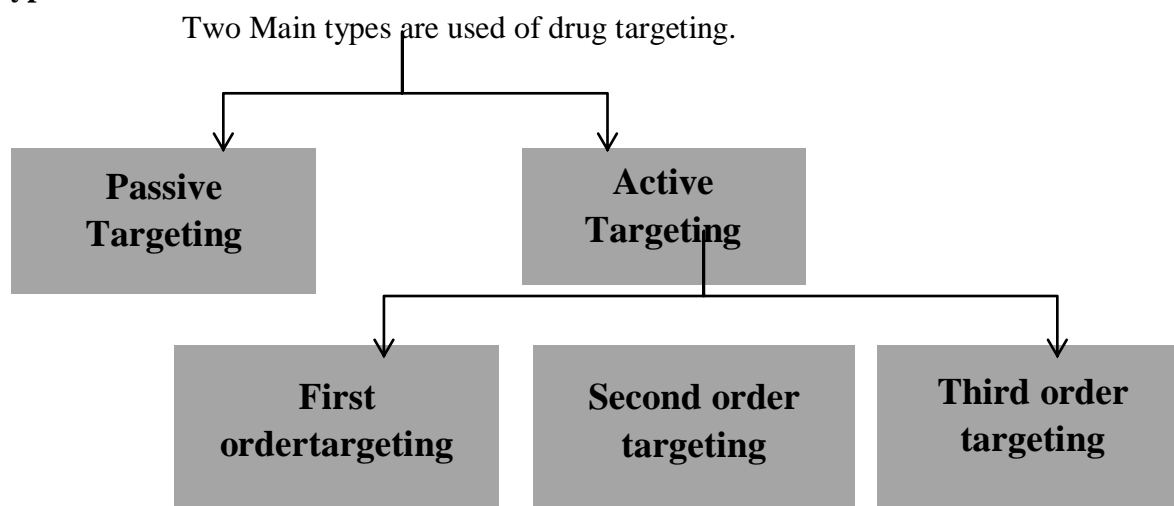 Two Main types are used of drug targeting.
Passive
Targeting
Active
Targeting
First
ordertargeting
Second order
targeting
Third order
targeting